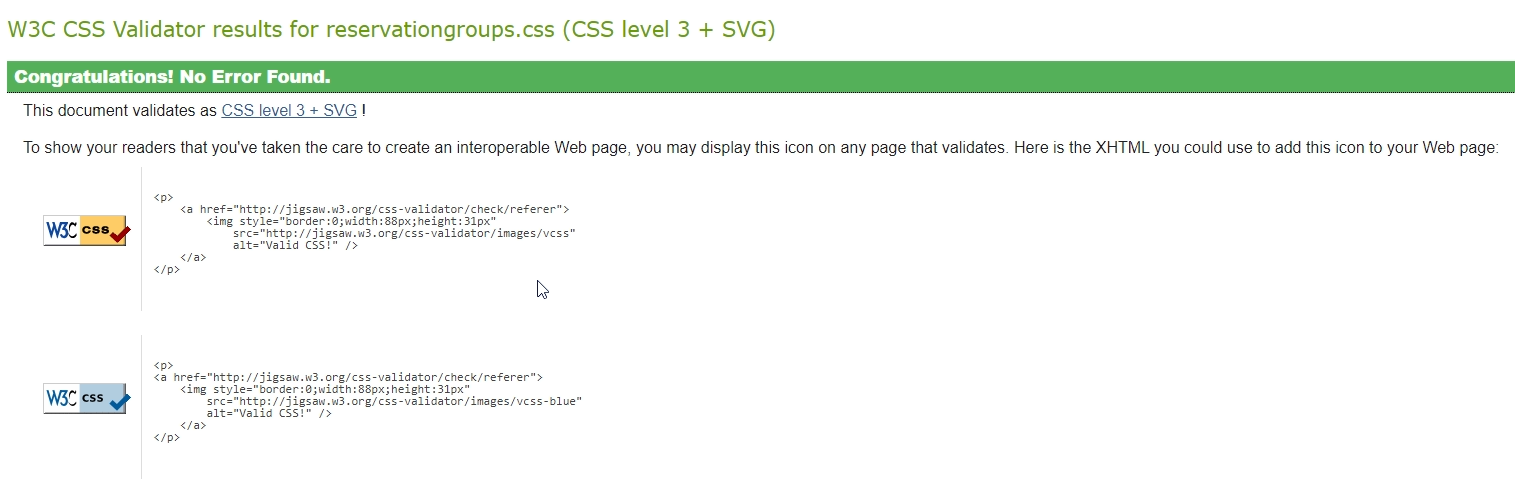 W3C CSS Validator results for reservationgroups.css (CSS level 3 + SVG)
Congratulations! No Error Found.
This document validates as CSS level 3 + SVG !
To show your readers that you've taken the care to create an interoperable Web page, you may display this icon on any page that validates. Here is the XHTML you could use to add this icon to your Web page:
W3C css
<p>
<a href="http://jigsaw.w3.org/css-validator/check/referer">
<img style="border:0;width:88px;height:31px"
src="http://jigsaw.w3.org/css-validator/images/vcss"
alt="Valid CSS!" />
</a>
</p>
W3C css
<p>
<a href="http://jigsaw.w3.org/css-validator/check/referer">
<img style="border:0;width:88px;height:31px"
src="http://jigsaw.w3.org/css-validator/images/vcss-blue"
alt="Valid CSS!" />
</a>
</p>